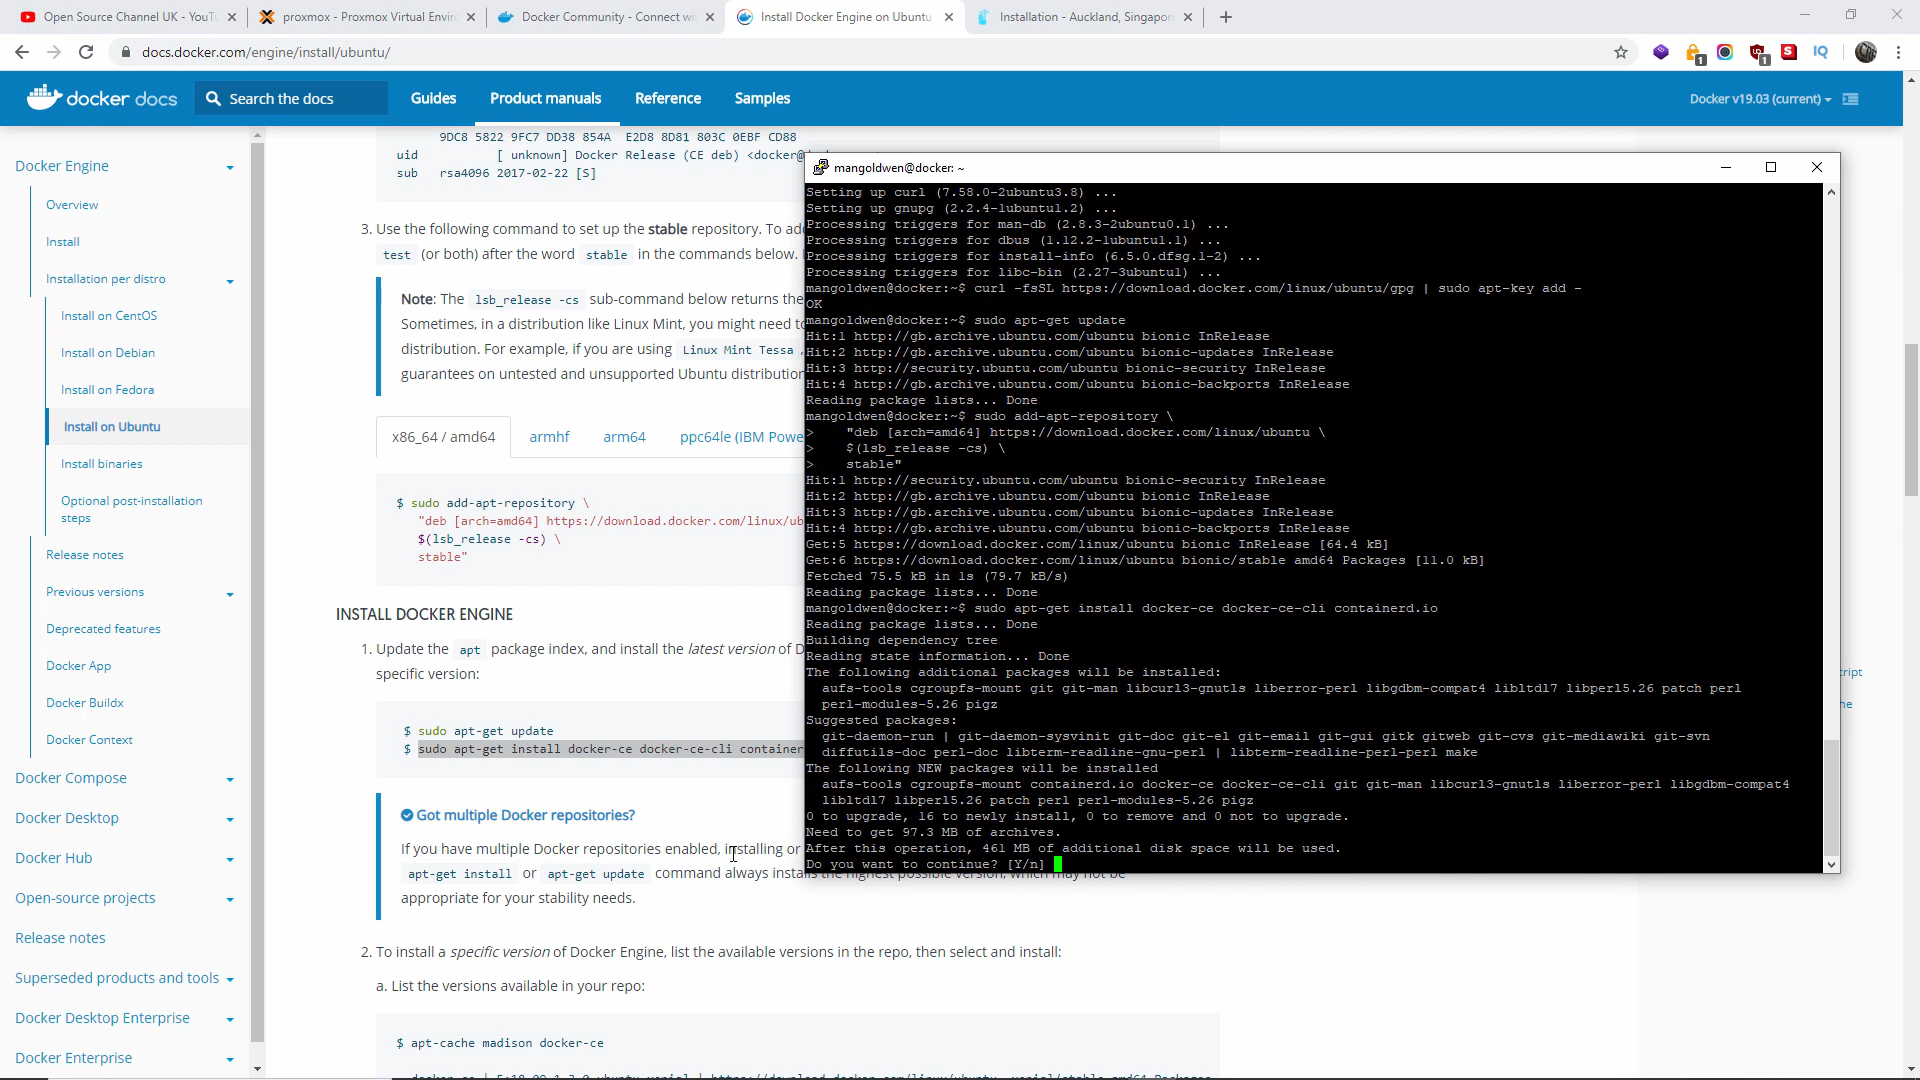 Open Source Channel UK - YouT
proxmox - Proxmox Virtual Enviro
Docker Community - Connect wi
Install Docker Engine on Ubuntu
Installation - Auckland, Singapor
docs.docker.com/engine/install/ubuntu/
docker docs
Search the docs
Guides
Product manuals
Reference
Samples
Docker v19.03 (current)
Docker Engine
Overview
Install
Installation per distro
Install on CentOS
Install on Debian
Install on Fedora
Install on Ubuntu
Install binaries
Optional post-installation
steps
Release notes
Previous versions
Deprecated features
Docker App
Docker Buildx
Docker Context
Docker Compose
Docker Desktop
Docker Hub
Open-source projects
Release notes
Superseded products and tools
Docker Desktop Enterprise
Docker Enterprise
9DC8 5822 9FC7 DD38 854A  E2D8 8D81 803C 0EBF CD88
uid [ unknown] Docker Release (CE deb) <docker@
sub rsa4096 2017-02-22 [S]
3. Use the following command to set up the stable repository. To add
test (or both) after the word stable in the commands below.
Note: The lsb_release -cs sub-command below returns the
Sometimes, in a distribution like Linux Mint, you might need to
distribution. For example, if you are using Linux Mint Tessa ,
guarantees on untested and unsupported Ubuntu distribution
x86_64 / amd64 armhf arm64 ppc64le (IBM Powe
$ sudo add-apt-repository \
"deb [arch=amd64] https://download.docker.com/linux/ub
$(lsb_release -cs) \
stable"
INSTALL DOCKER ENGINE
1. Update the apt package index, and install the latest version of D
specific version:
$ sudo apt-get update
$ sudo apt-get install docker-ce docker-ce-cli container
Got multiple Docker repositories?
If you have multiple Docker repositories enabled, installing or
apt-get install or apt-get update command always installs the highest possible version, which may not be
appropriate for your stability needs.
2. To install a specific version of Docker Engine, list the available versions in the repo, then select and install:
a. List the versions available in your repo:
$ apt-cache madison docker-ce
mangoldwen@docker: ~
Setting up curl (7.58.0-2ubuntu3.8) ...
Setting up gnupg (2.2.4-1ubuntu1.2) ...
Processing triggers for man-db (2.8.3-2ubuntu0.1) ...
Processing triggers for dbus (1.12.2-1ubuntu1.1) ...
Processing triggers for install-info (6.5.0.dfsg.1-2) ...
Processing triggers for libc-bin (2.27-3ubuntu1) ...
mangoldwen@docker:~$ curl -fsSL https://download.docker.com/linux/ubuntu/gpg | sudo apt-key add -
OK
mangoldwen@docker:~$ sudo apt-get update
Hit:1 http://gb.archive.ubuntu.com/ubuntu bionic InRelease
Hit:2 http://gb.archive.ubuntu.com/ubuntu bionic-updates InRelease
Hit:3 http://security.ubuntu.com/ubuntu bionic-security InRelease
Hit:4 http://gb.archive.ubuntu.com/ubuntu bionic-backports InRelease
Reading package lists... Done
mangoldwen@docker:~$ sudo add-apt-repository \
> "deb [arch=amd64] https://download.docker.com/linux/ubuntu \
> $(lsb_release -cs) \
> stable"
Hit:1 http://security.ubuntu.com/ubuntu bionic-security InRelease
Hit:2 http://gb.archive.ubuntu.com/ubuntu bionic InRelease
Hit:3 http://gb.archive.ubuntu.com/ubuntu bionic-updates InRelease
Hit:4 http://gb.archive.ubuntu.com/ubuntu bionic-backports InRelease
Get:5 https://download.docker.com/linux/ubuntu bionic InRelease [64.4 kB]
Get:6 https://download.docker.com/linux/ubuntu bionic/stable amd64 Packages [11.0 kB]
Fetched 75.5 kB in 1s (79.7 kB/s)
Reading package lists... Done
mangoldwen@docker:~$ sudo apt-get install docker-ce docker-ce-cli containerd.io
Reading package lists... Done
Building dependency tree
Reading state information... Done
The following additional packages will be installed:
aufs-tools cgroupfs-mount git git-man libcurl3-gnutls liberror-perl libgdbm-compat4 libltdl7 libperl5.26 patch perl
perl-modules-5.26 pigz
Suggested packages:
git-daemon-run | git-daemon-sysvinit git-doc git-el git-email git-gui gitk gitweb git-cvs git-mediawiki git-svn
diffutils-doc perl-doc libterm-readline-gnu-perl | libterm-readline-perl-perl make
The following NEW packages will be installed
aufs-tools cgroupfs-mount containerd.io docker-ce docker-ce-cli git git-man libcurl3-gnutls liberror-perl libgdbm-compat4
libltdl7 libperl5.26 patch perl perl-modules-5.26 pigz
0 to upgrade, 16 to newly install, 0 to remove and 0 not to upgrade.
Need to get 97.3 MB of archives.
After this operation, 461 MB of additional disk space will be used.
Do you want to continue? [Y/n]